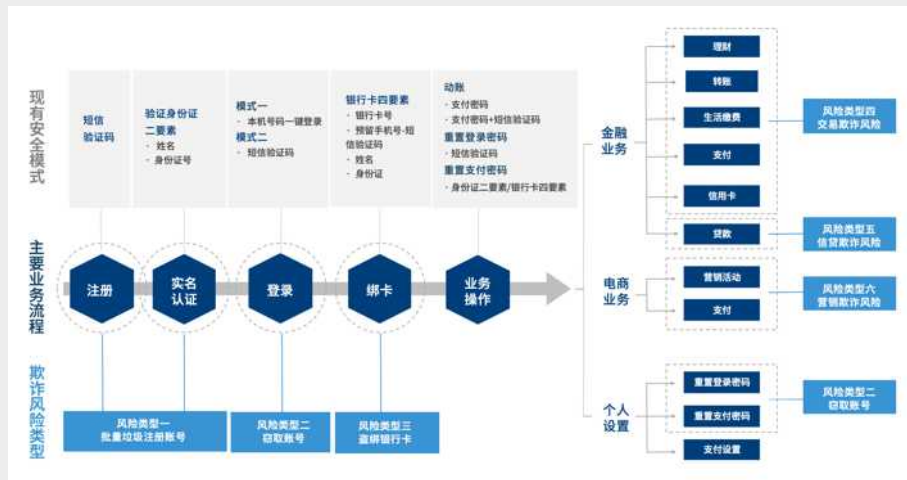 现有安全模式
短信
验证码
验证身份证
二要素
· 姓名
· 身份证号
模式一
· 本机号码一键登录
模式二
· 短信验证码
银行卡四要素
· 银行卡号
· 预留手机号-短
信验证码
· 姓名
· 身份证
动账
· 支付密码
· 支付密码+短信验证码
重置登录密码
· 短信验证码
重置支付密码
· 身份证二要素/银行卡四要素
主要业务流程
注册
实名
认证
登录
绑卡
业务
操作
欺诈风险类型
风险类型一
批量垃圾注册账号
风险类型二
窃取账号
风险类型三
盗绑银行卡
金融
业务
理财
转账
生活缴费
支付
信用卡
贷款
风险类型四
交易欺诈风险
风险类型五
信贷欺诈风险
电商
业务
营销活动
支付
风险类型六
营销欺诈风险
个人
设置
重置登录密码
重置支付密码
支付设置
风险类型二
窃取账号